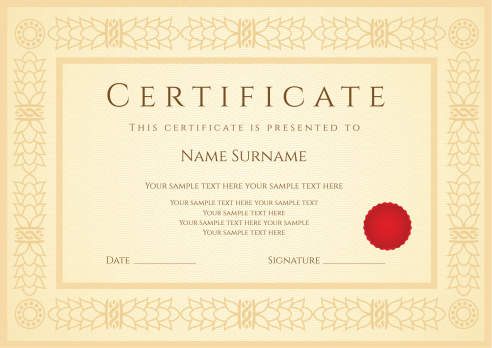 CERTIFICATE
THIS CERTIFICATE IS PRESENTED TO
NAME SURNAME
YOUR SAMPLE TEXT HERE YOUR SAMPLE TEXT HERE
YOUR SAMPLE TEXT HERE YOUR SAMPLE TEXT
YOUR SAMPLE TEXT HERE
YOUR SAMPLE TEXT HERE YOUR SAMPLE
YOUR SAMPLE TEXT HERE
DATE ____________ SIGNATURE ____________